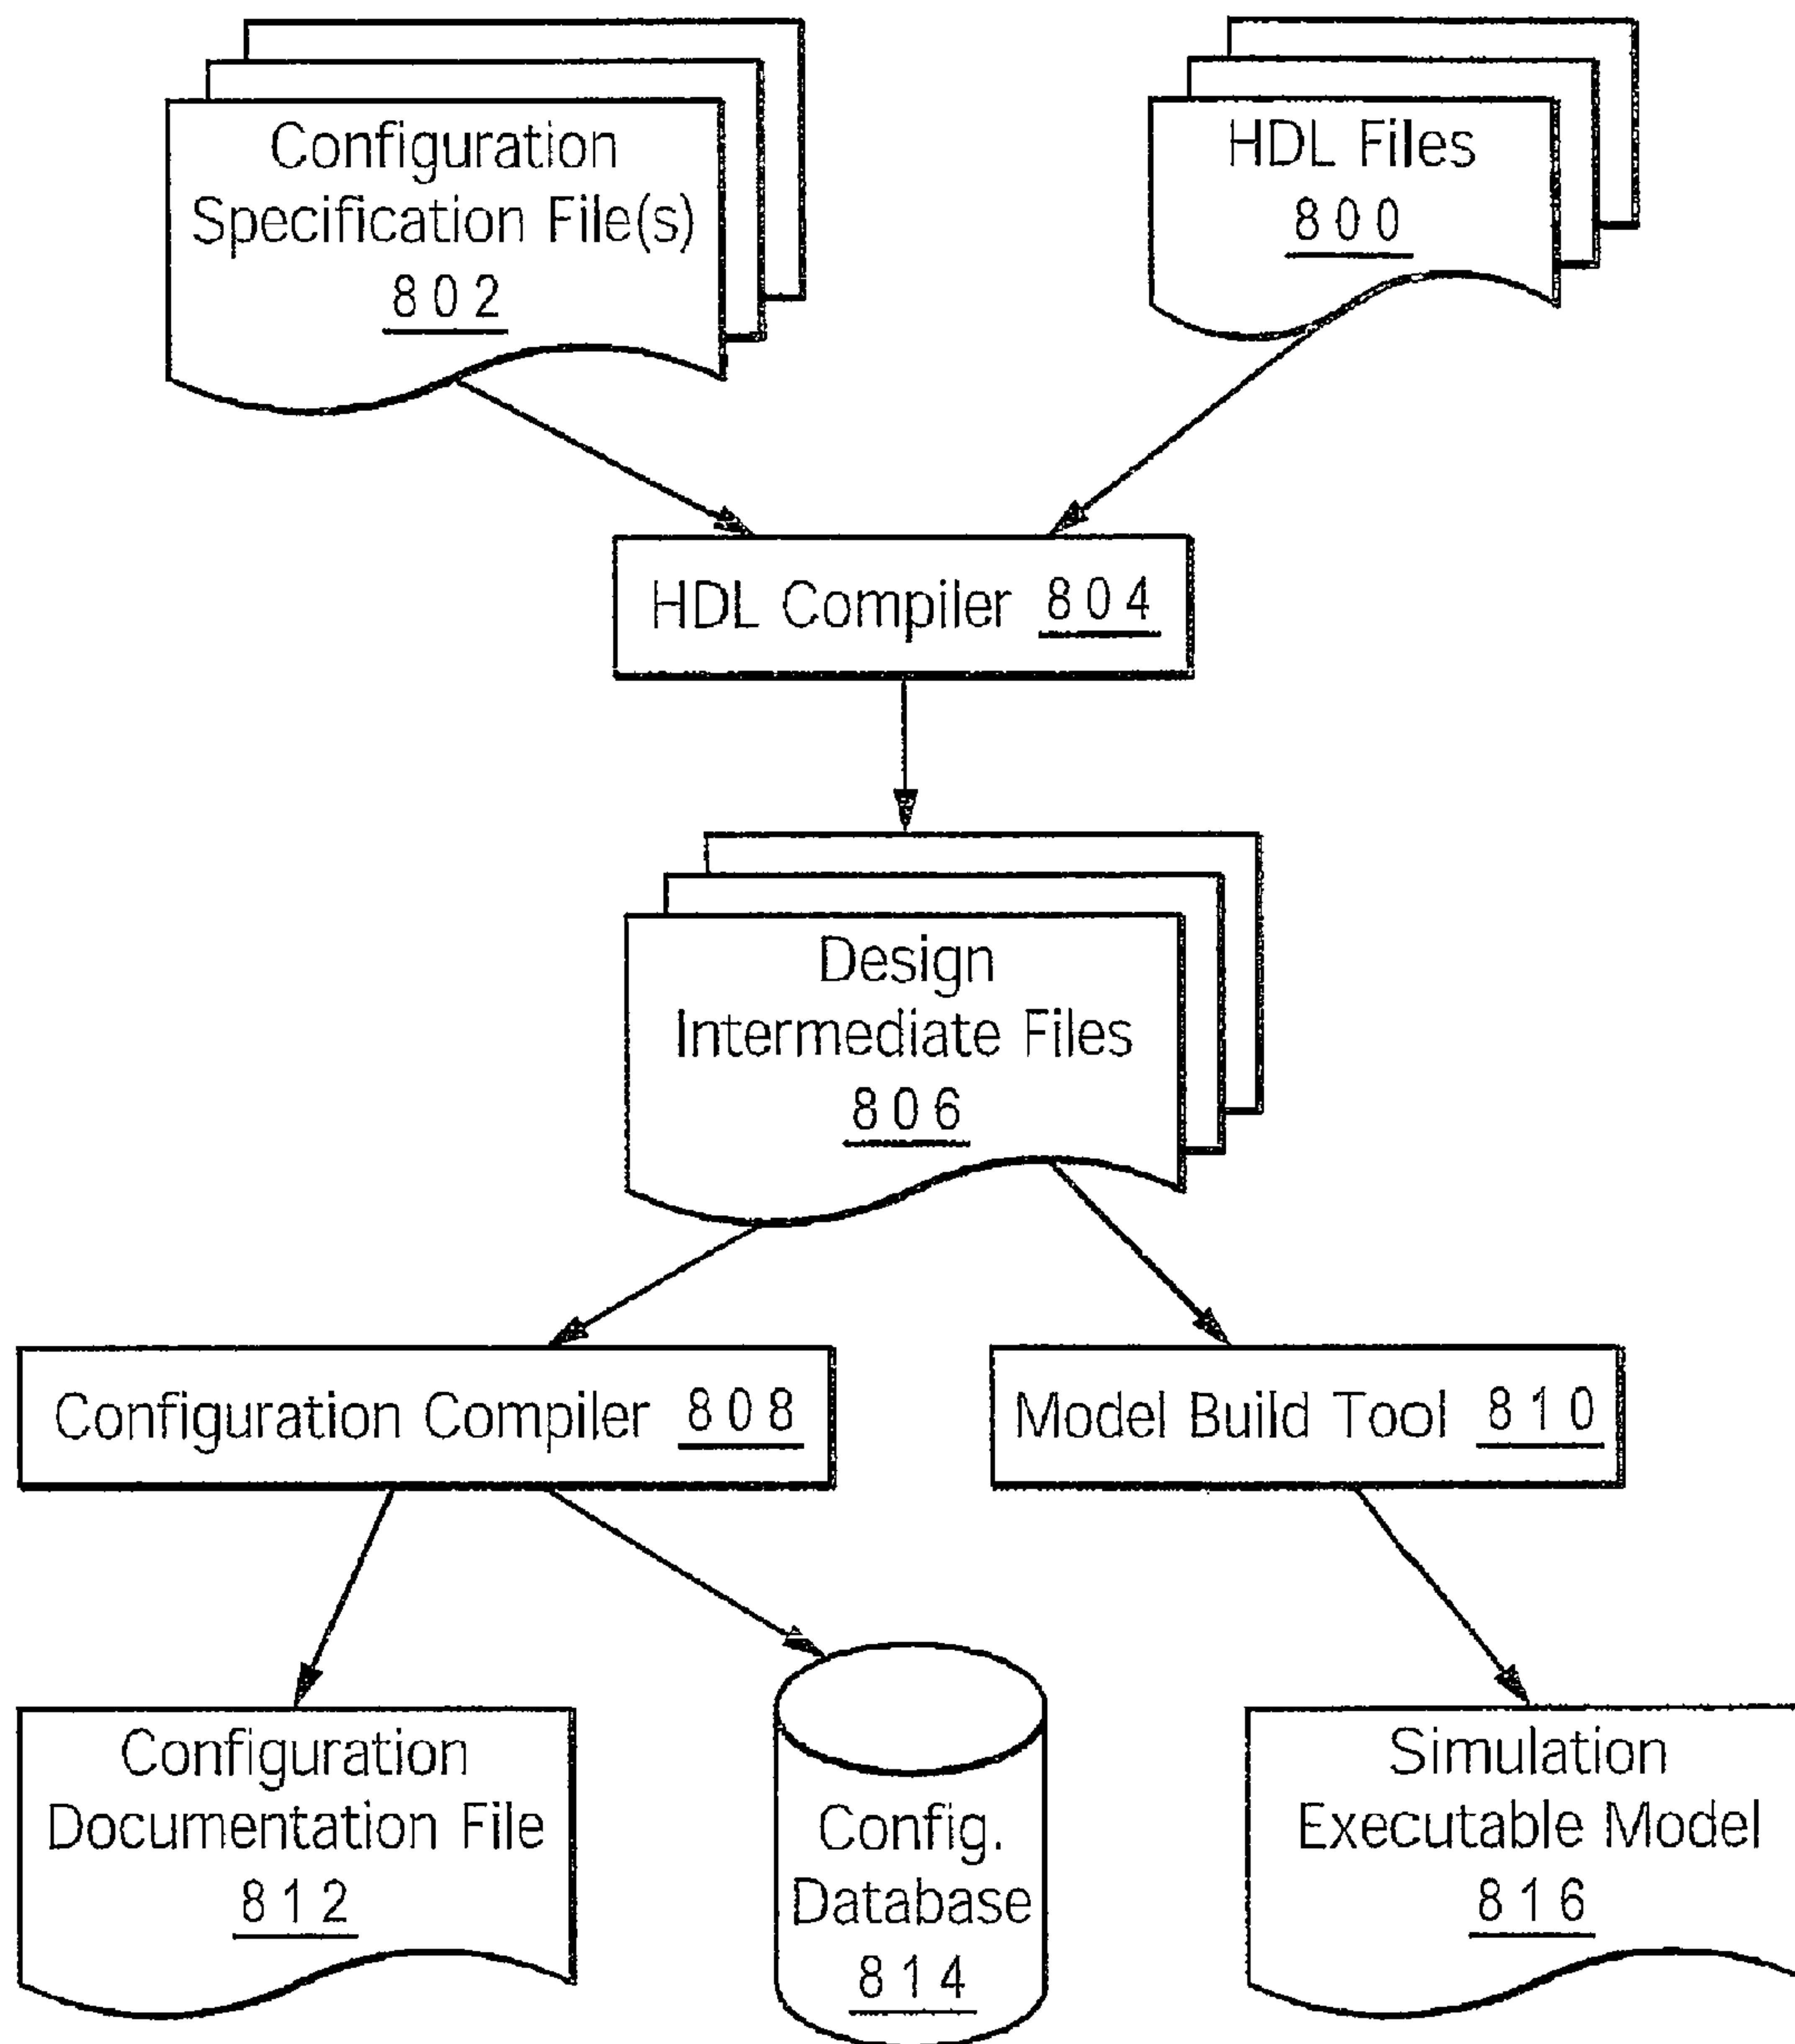 Configuration
Specification File(s)
802
HDL Files
800
HDL Compiler 804
Design
Intermediate Files
806
Configuration Compiler 808
Model Build Tool 810
Configuration
Documentation File
812
Config.
Database
814
Simulation
Executable Model
816